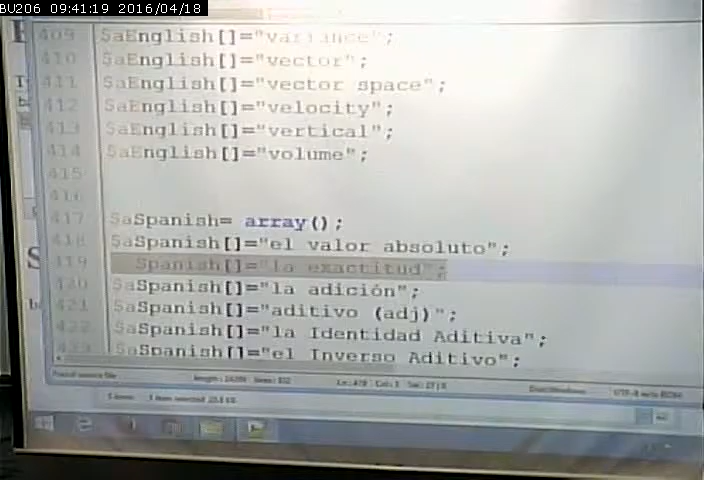 BU206 09:41:19 2016/04/18
409 $aEnglish[]="variance";
410 $aEnglish[]="vector";
411 $aEnglish[]="vector space";
412 $aEnglish[]="velocity";
413 $aEnglish[]="vertical";
414 $aEnglish[]="volume";
415
416
417 $aSpanish= array();
418 $aSpanish[]="el valor absoluto";
419 Spanish[]="la exactitud";
420 $aSpanish[]="la adición";
421 $aSpanish[]="aditivo (adj)";
422 $aSpanish[]="la Identidad Aditiva";
423 $aSpanish[]="el Inverso Aditivo";